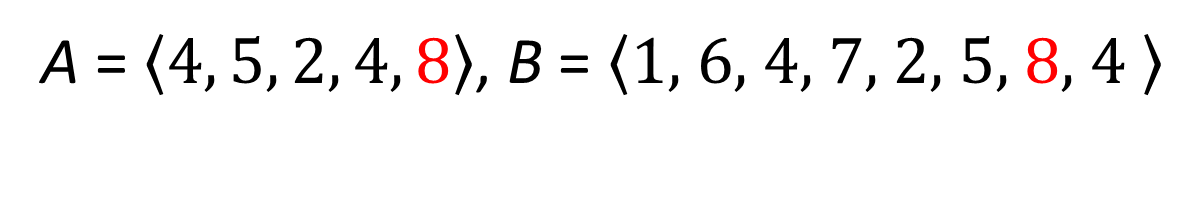 A = ⟨4, 5, 2, 4, 8⟩, B = ⟨1, 6, 4, 7, 2, 5, 8, 4 ⟩